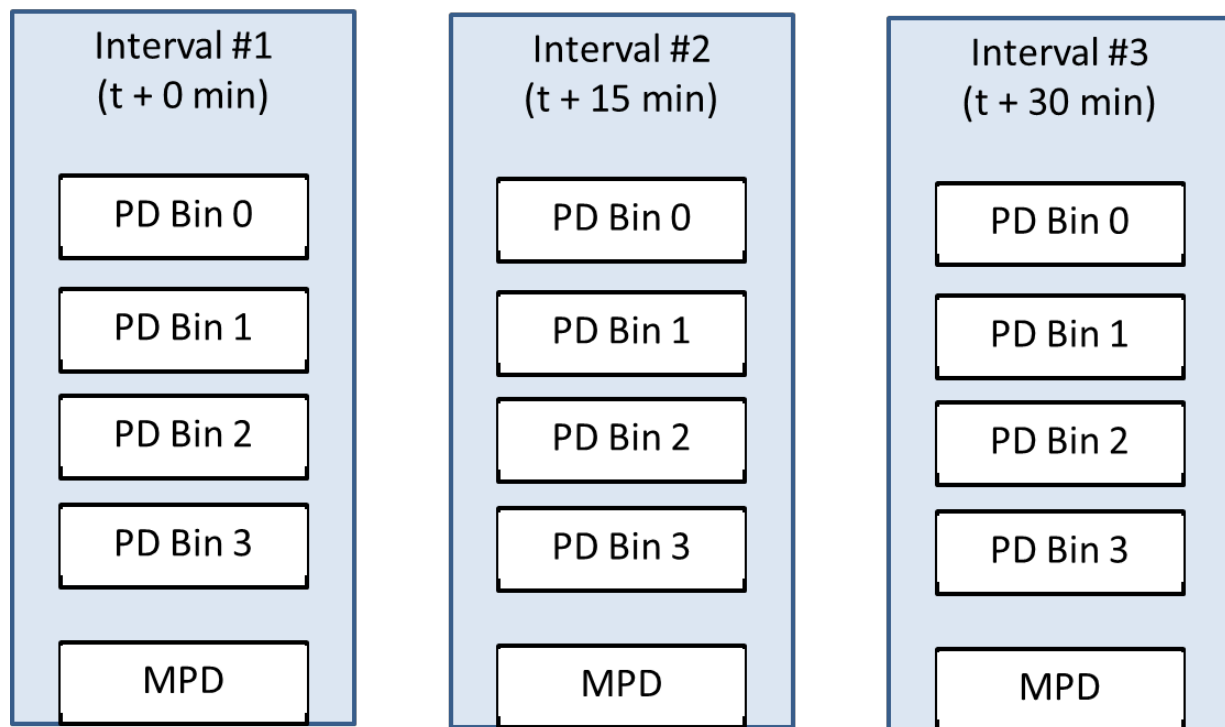 Interval #1
(t + 0 min)
PD Bin 0
PD Bin 1
PD Bin 2
PD Bin 3
MPD
Interval #2
(t + 15 min)
PD Bin 0
PD Bin 1
PD Bin 2
PD Bin 3
MPD
Interval #3
(t + 30 min)
PD Bin 0
PD Bin 1
PD Bin 2
PD Bin 3
MPD